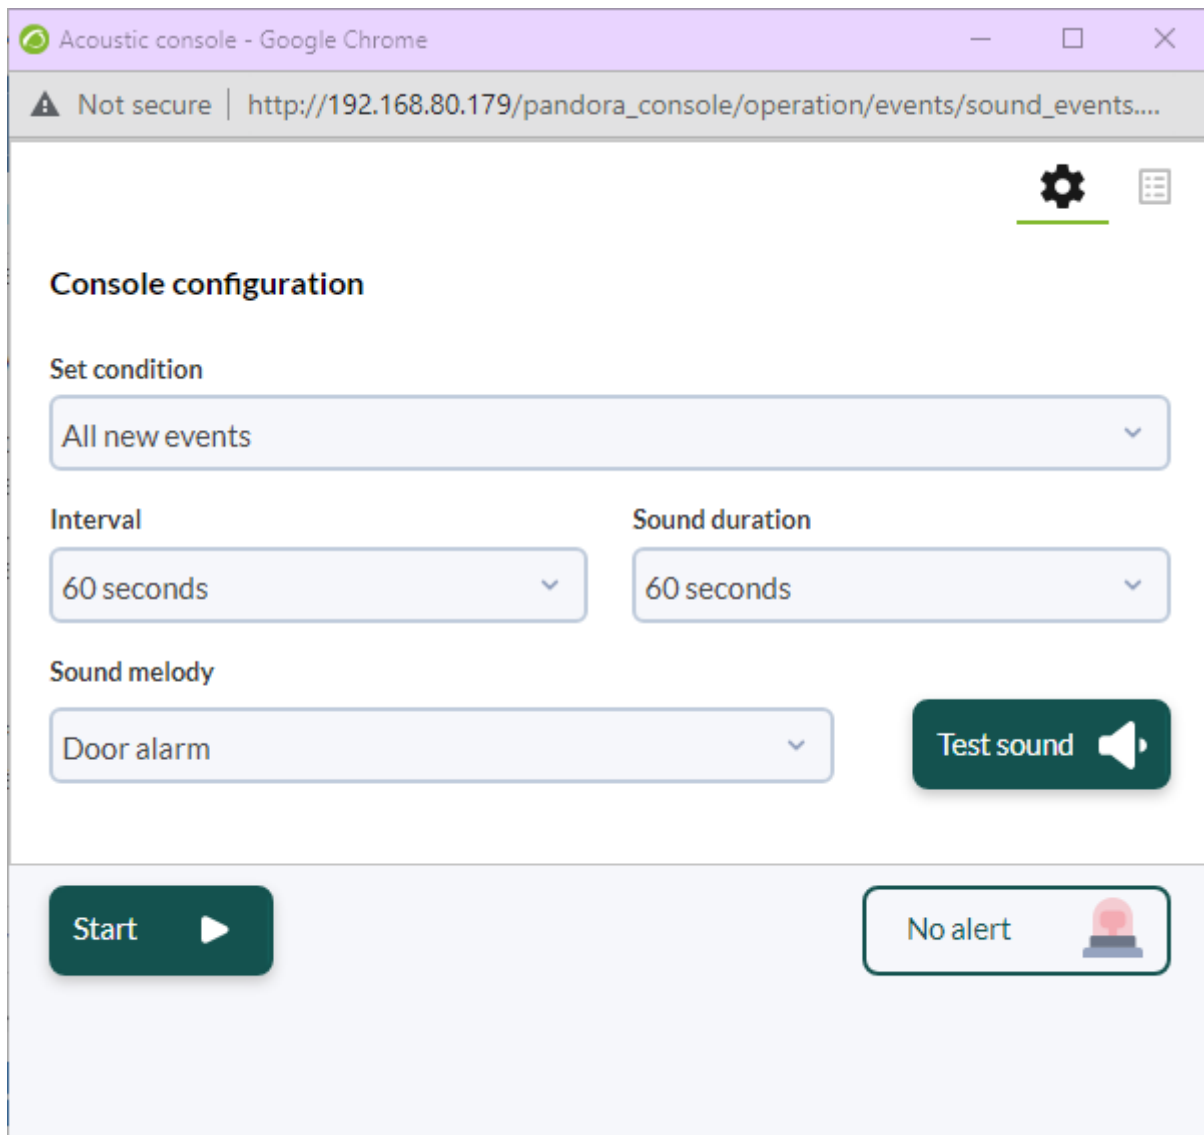 Acoustic console - Google Chrome
Not secure | http://192.168.80.179/pandora_console/operation/events/sound_events....
Console configuration
Set condition
All new events
Interval
Sound duration
60 seconds
60 seconds
Sound melody
Door alarm
Test sound
Start
No alert